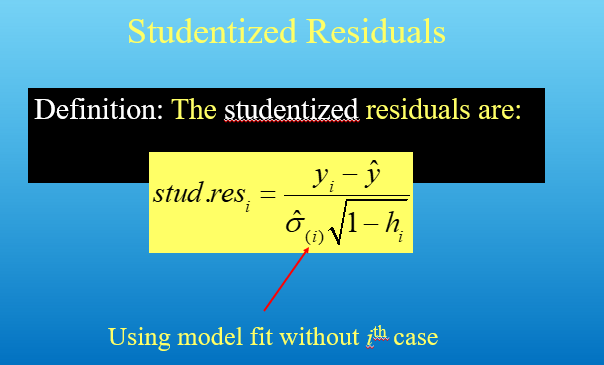 Studentized Residuals
Definition: The studentized residuals are:
stud.res_i = (y_i − ŷ) / (σ̂_(i) √(1 − h_i))
Using model fit without i^th case